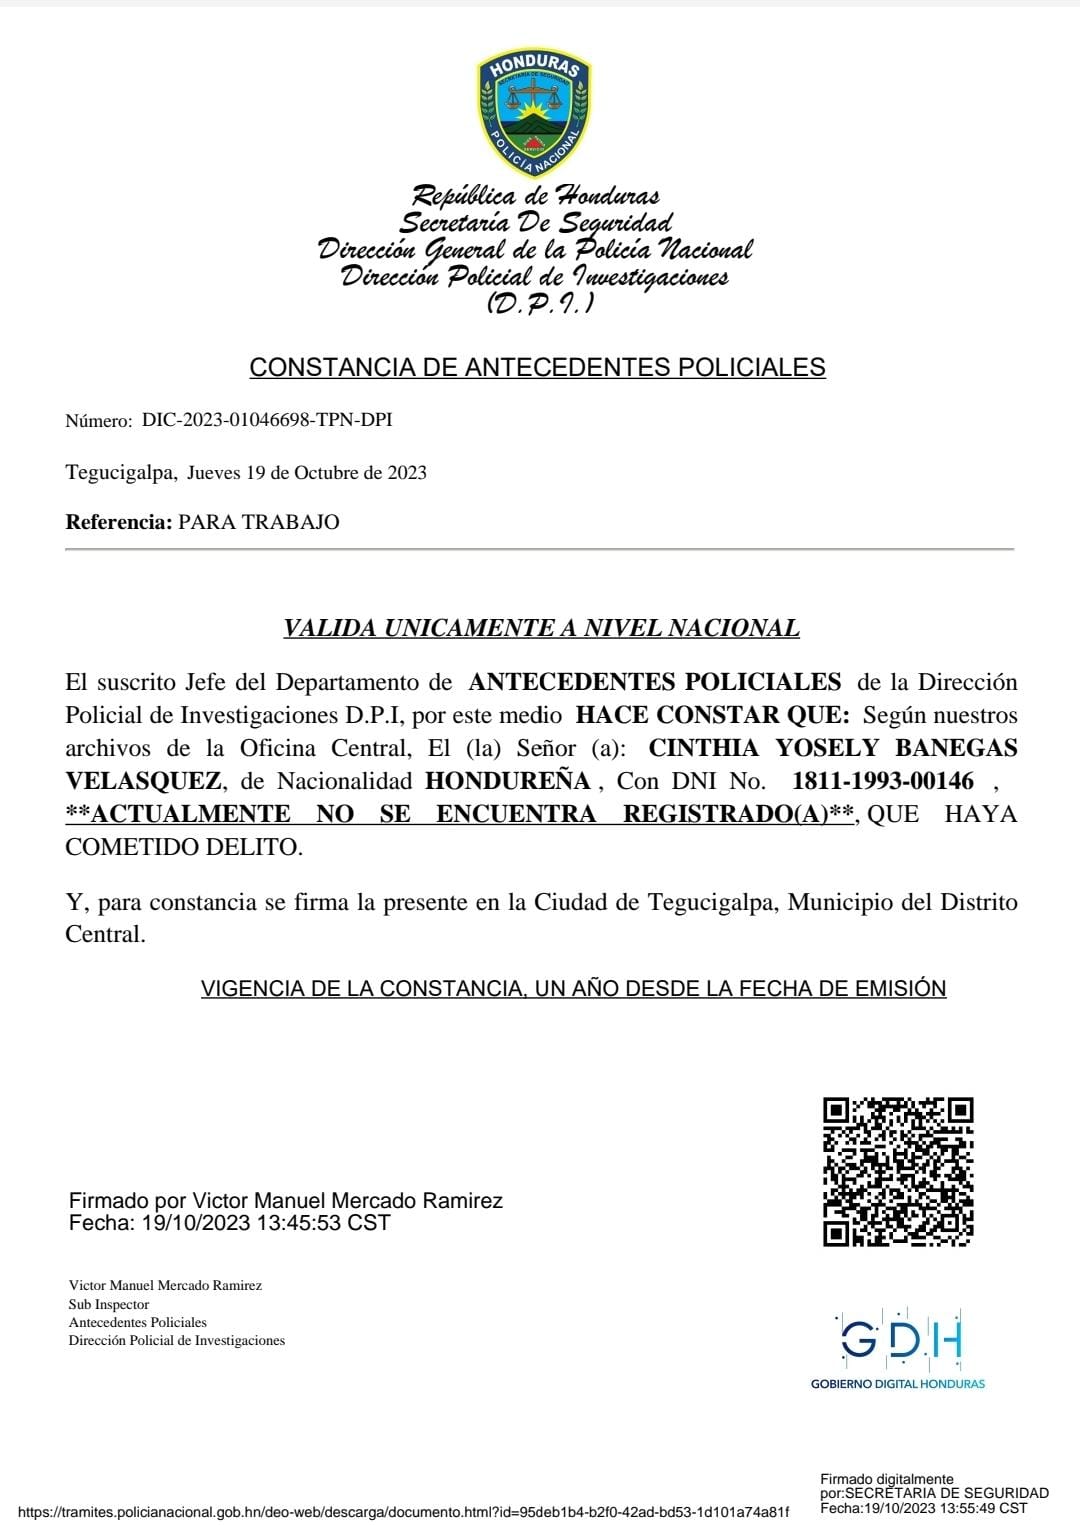 HONDURAS
SECRETARIA DE SEGURIDAD
POLICÍA NACIONAL
República de Honduras
Secretaría De Seguridad
Dirección General de la Policía Nacional
Dirección Policial de Investigaciones
(D.P.I.)
CONSTANCIA DE ANTECEDENTES POLICIALES
Número: DIC-2023-01046698-TPN-DPI
Tegucigalpa, Jueves 19 de Octubre de 2023
Referencia: PARA TRABAJO
VALIDA UNICAMENTE A NIVEL NACIONAL
El suscrito Jefe del Departamento de ANTECEDENTES POLICIALES de la Dirección
Policial de Investigaciones D.P.I, por este medio HACE CONSTAR QUE: Según nuestros
archivos de la Oficina Central, El (la) Señor (a): CINTHIA YOSELY BANEGAS
VELASQUEZ, de Nacionalidad HONDUREÑA , Con DNI No. 1811-1993-00146 ,
**ACTUALMENTE NO SE ENCUENTRA REGISTRADO(A)**, QUE HAYA
COMETIDO DELITO.
Y, para constancia se firma la presente en la Ciudad de Tegucigalpa, Municipio del Distrito
Central.
VIGENCIA DE LA CONSTANCIA, UN AÑO DESDE LA FECHA DE EMISIÓN
Firmado por Victor Manuel Mercado Ramirez
Fecha: 19/10/2023 13:45:53 CST
Victor Manuel Mercado Ramirez
Sub Inspector
Antecedentes Policiales
Dirección Policial de Investigaciones
GDH
GOBIERNO DIGITAL HONDURAS
Firmado digitalmente
por:SECRETARIA DE SEGURIDAD
Fecha:19/10/2023 13:55:49 CST
https://tramites.policianacional.gob.hn/deo-web/descarga/documento.html?id=95deb1b4-b2f0-42ad-bd53-1d101a74a81f